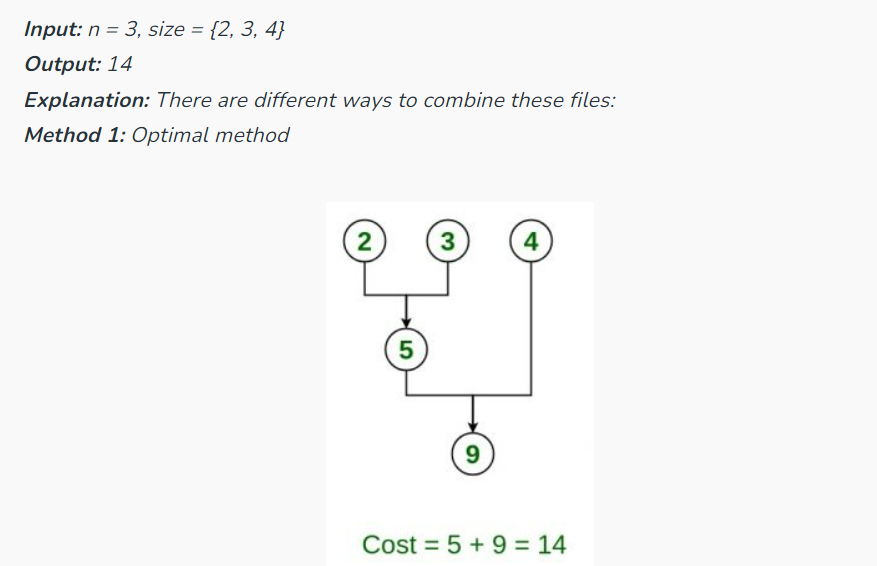 Input: n = 3, size = {2, 3, 4}
Output: 14
Explanation: There are different ways to combine these files:
Method 1: Optimal method
2 3 4
5
9
Cost = 5 + 9 = 14